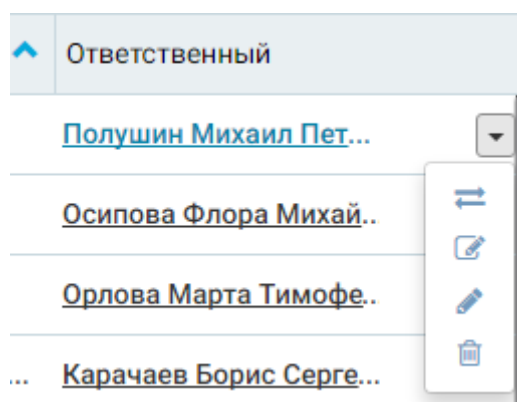 Ответственный
Полушин Михаил Пет...
Осипова Флора Михай..
Орлова Марта Тимофе..
... Карачаев Борис Серге...